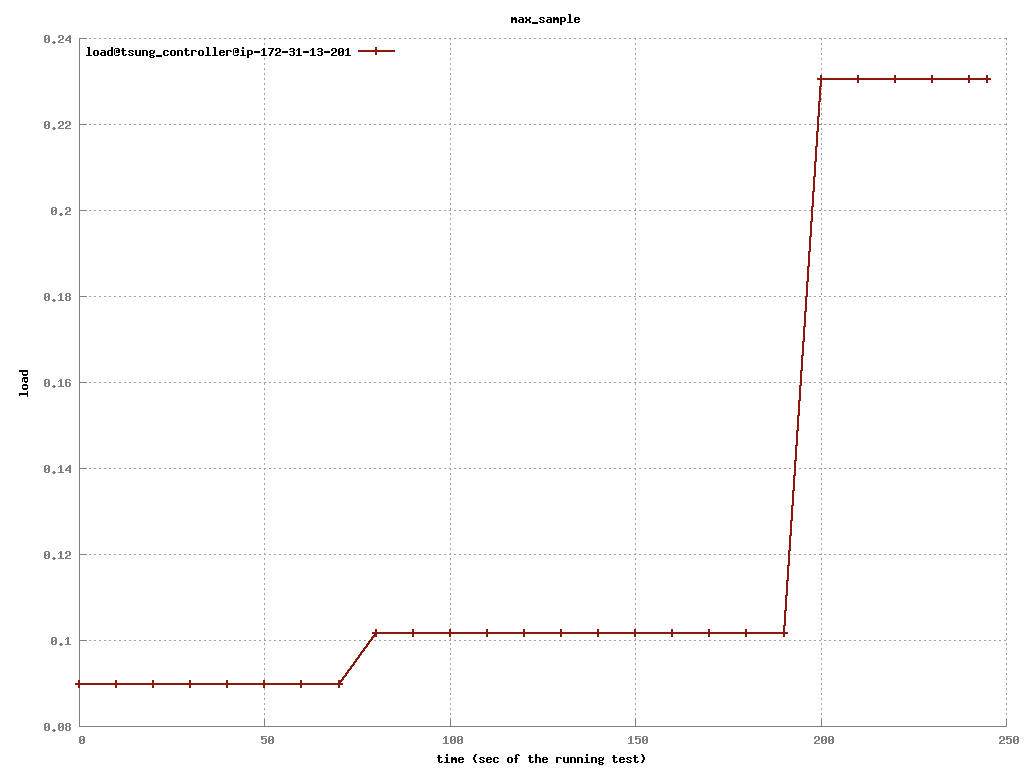 max_sample
load@tsung_controller@ip-172-31-13-201
0.24
0.22
0.2
0.18
0.16
0.14
0.12
0.1
0.08
load
0 50 100 150 200 250
time (sec of the running test)